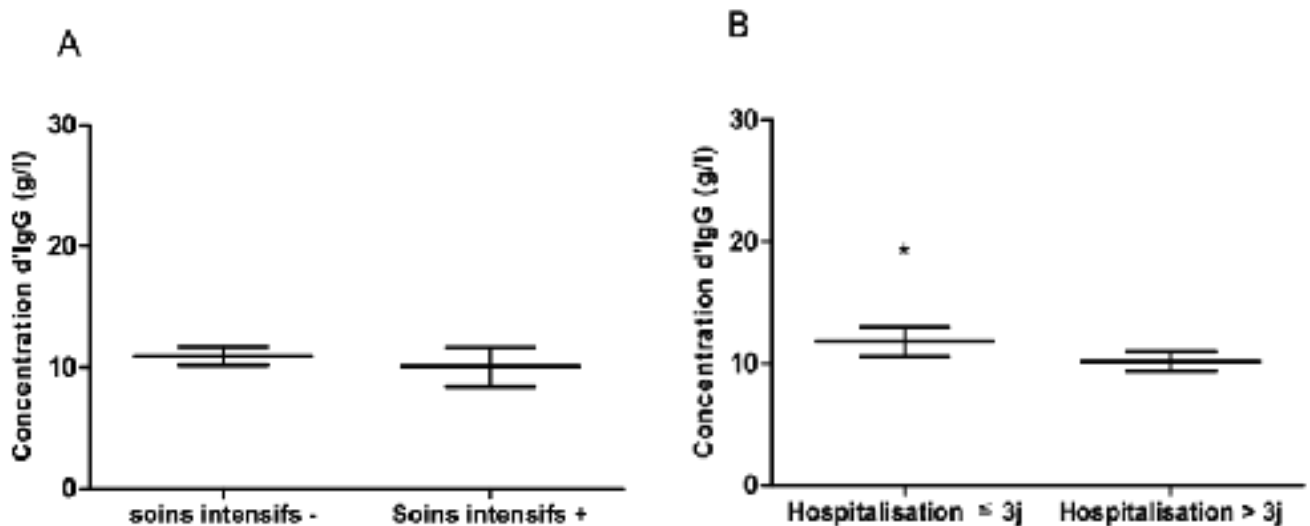 A
Concentration d'IgG (g/l)
30
20
10
0
soins intensifs -
Soins intensifs +
B
Concentration d'IgG (g/l)
30
20
10
0
*
Hospitalisation ≤ 3j
Hospitalisation > 3j